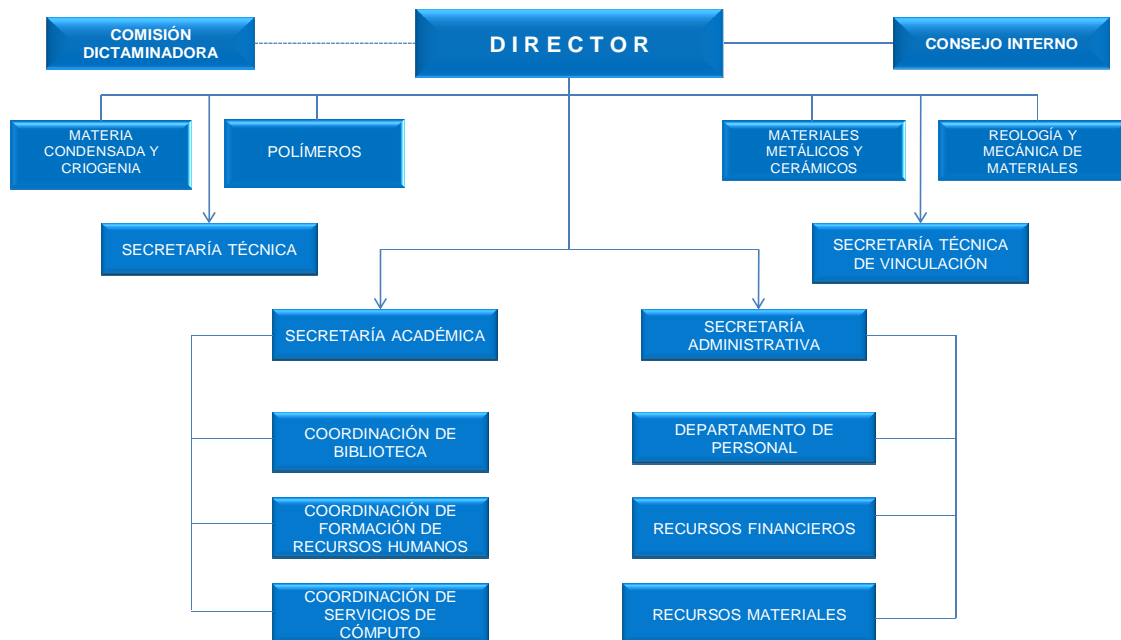 COMISIÓN
DICTAMINADORA
DIRECTOR
CONSEJO INTERNO
MATERIA
CONDENSADA Y
CRIOGENIA
POLÍMEROS
MATERIALES
METÁLICOS Y
CERÁMICOS
REOLOGÍA Y
MECÁNICA DE
MATERIALES
SECRETARÍA TÉCNICA
SECRETARÍA TÉCNICA
DE VINCULACIÓN
SECRETARÍA ACADÉMICA
SECRETARÍA
ADMINISTRATIVA
COORDINACIÓN DE
BIBLIOTECA
DEPARTAMENTO DE
PERSONAL
COORDINACIÓN DE
FORMACIÓN DE
RECURSOS HUMANOS
RECURSOS FINANCIEROS
COORDINACIÓN DE
SERVICIOS DE
CÓMPUTO
RECURSOS MATERIALES